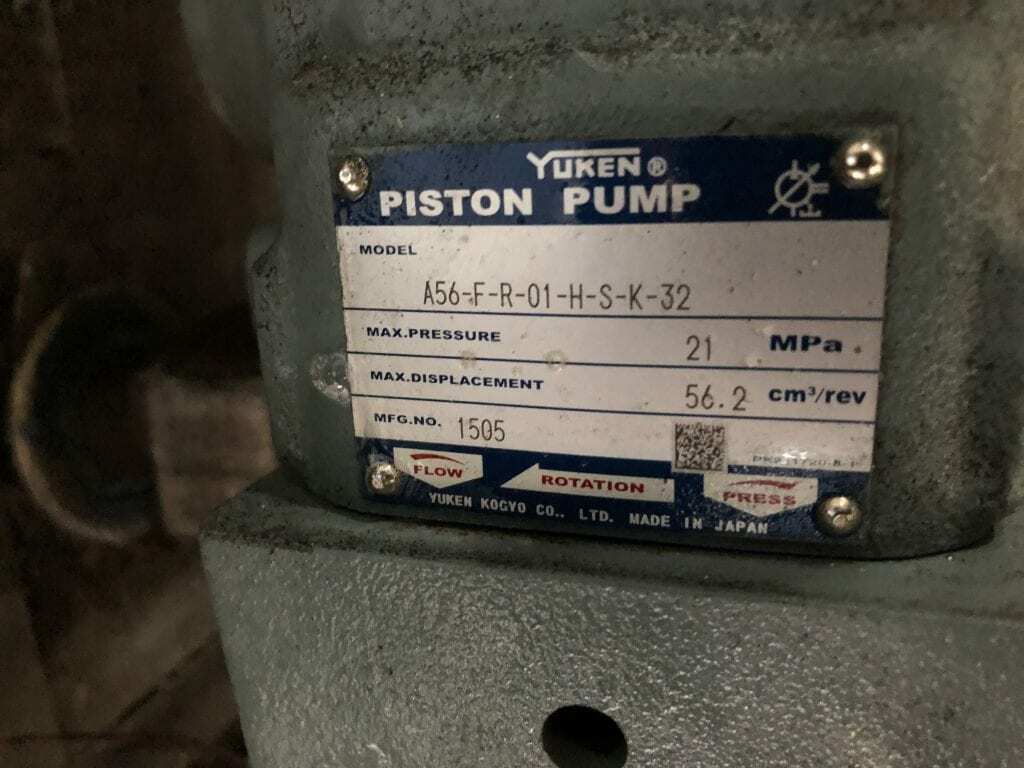 YUKEN®
PISTON PUMP
MODEL
A56-F-R-01-H-S-K-32
MAX.PRESSURE 21 MPa
MAX.DISPLACEMENT 56.2 cm³/rev
MFG.NO. 1505
FLOW ROTATION PRESS
YUKEN KOGYO CO., LTD. MADE IN JAPAN